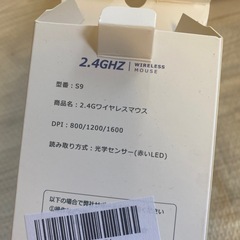 2.4GHZ
WIRELESS
MOUSE
型番：S9
商品名：2.4Gワイヤレスマウス
DPI：800/1200/1600
読み取り方式：光学センサー(赤いLED)
以下の場合で弊社